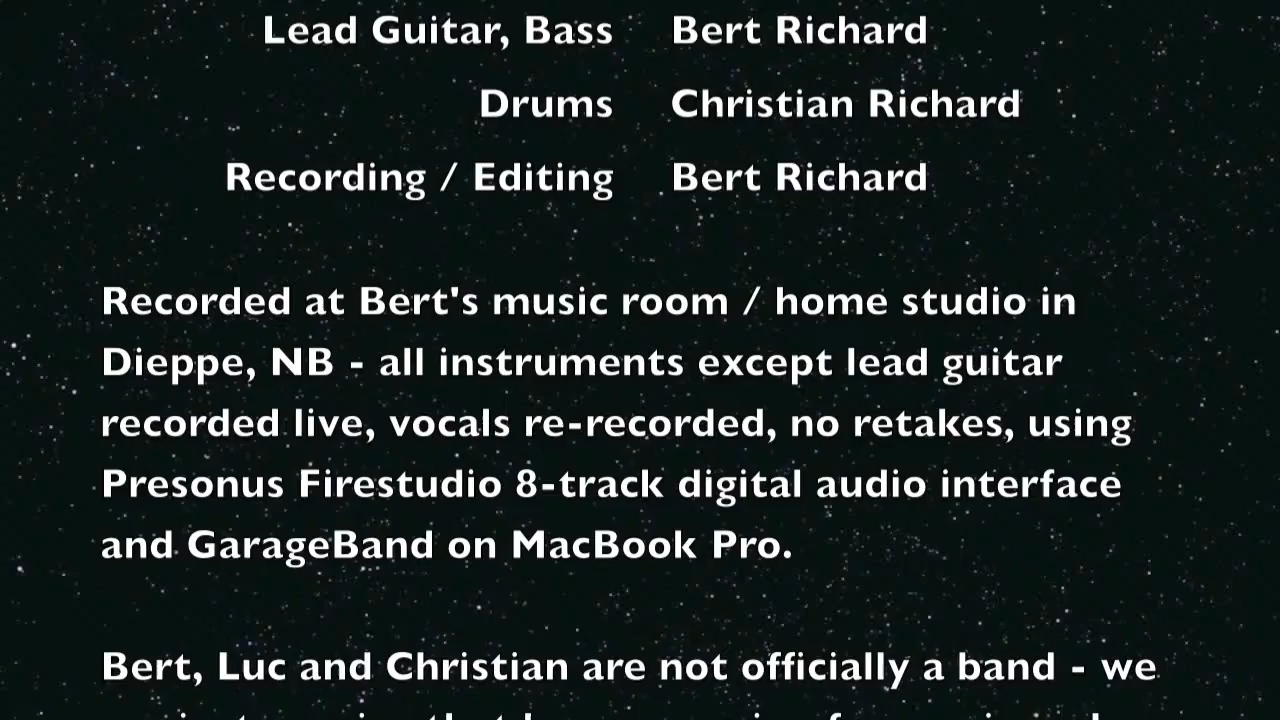 Lead Guitar, Bass Bert Richard
Drums Christian Richard
Recording / Editing Bert Richard
Recorded at Bert's music room / home studio in
Dieppe, NB - all instruments except lead guitar
recorded live, vocals re-recorded, no retakes, using
Presonus Firestudio 8-track digital audio interface
and GarageBand on MacBook Pro.
Bert, Luc and Christian are not officially a band - we